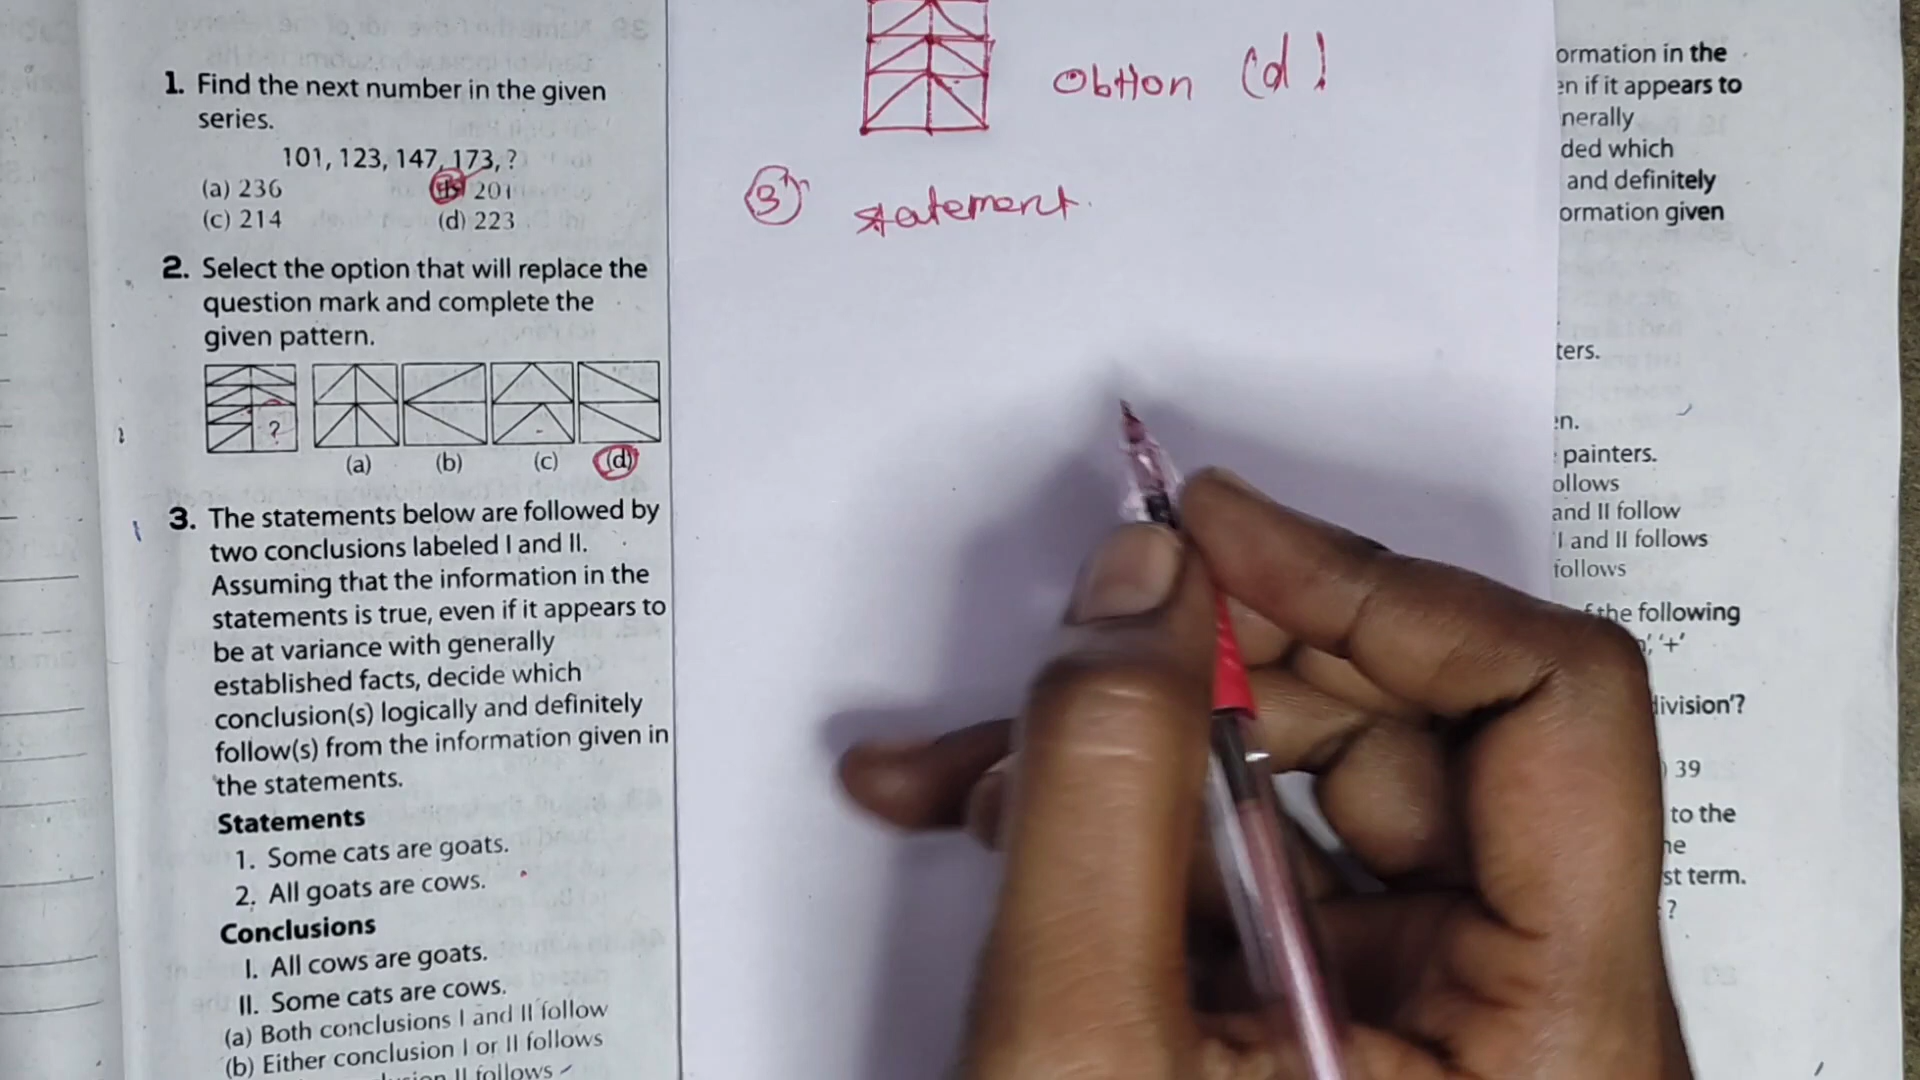 1. Find the next number in the given
series.
101, 123, 147, 173, ?
(a) 236 (b) 201
(c) 214 (d) 223
2. Select the option that will replace the
question mark and complete the
given pattern.
?
(a) (b) (c) (d)
3. The statements below are followed by
two conclusions labeled I and II.
Assuming that the information in the
statements is true, even if it appears to
be at variance with generally
established facts, decide which
conclusion(s) logically and definitely
follow(s) from the information given in
the statements.
Statements
1. Some cats are goats.
2. All goats are cows.
Conclusions
I. All cows are goats.
II. Some cats are cows.
(a) Both conclusions I and II follow
(b) Either conclusion I or II follows
II follows
Obtion (d)
3 statement
ormation in the
en if it appears to
nerally
ded which
and definitely
ormation given
ters.
en.
painters.
ollows
and II follow
I and II follows
follows
the following
'+'
division'?
39
to the
st term.
?